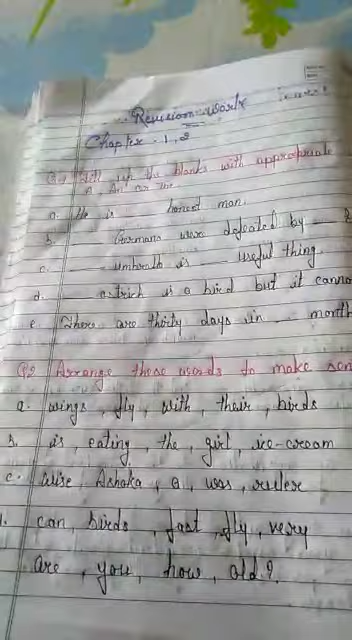 Revision work
Chapter - 1, 2
Q.1 Fill up the blanks with appropriate
A, An or the
a. He is ___ honest man.
b. ___ Germans were defeated by ___
c. ___ umbrella is ___ useful thing.
d. ___ ostrich is a bird but it canno
e. There are thirty days in ___ month
Q2 Arrange these words to make sen
a. wings, fly, with, their, birds
b. is, eating, the, girl, ice-cream
c. wise, Ashoka, a, was, ruler
d. can, birds, fast, fly, very
are, you, how, old?